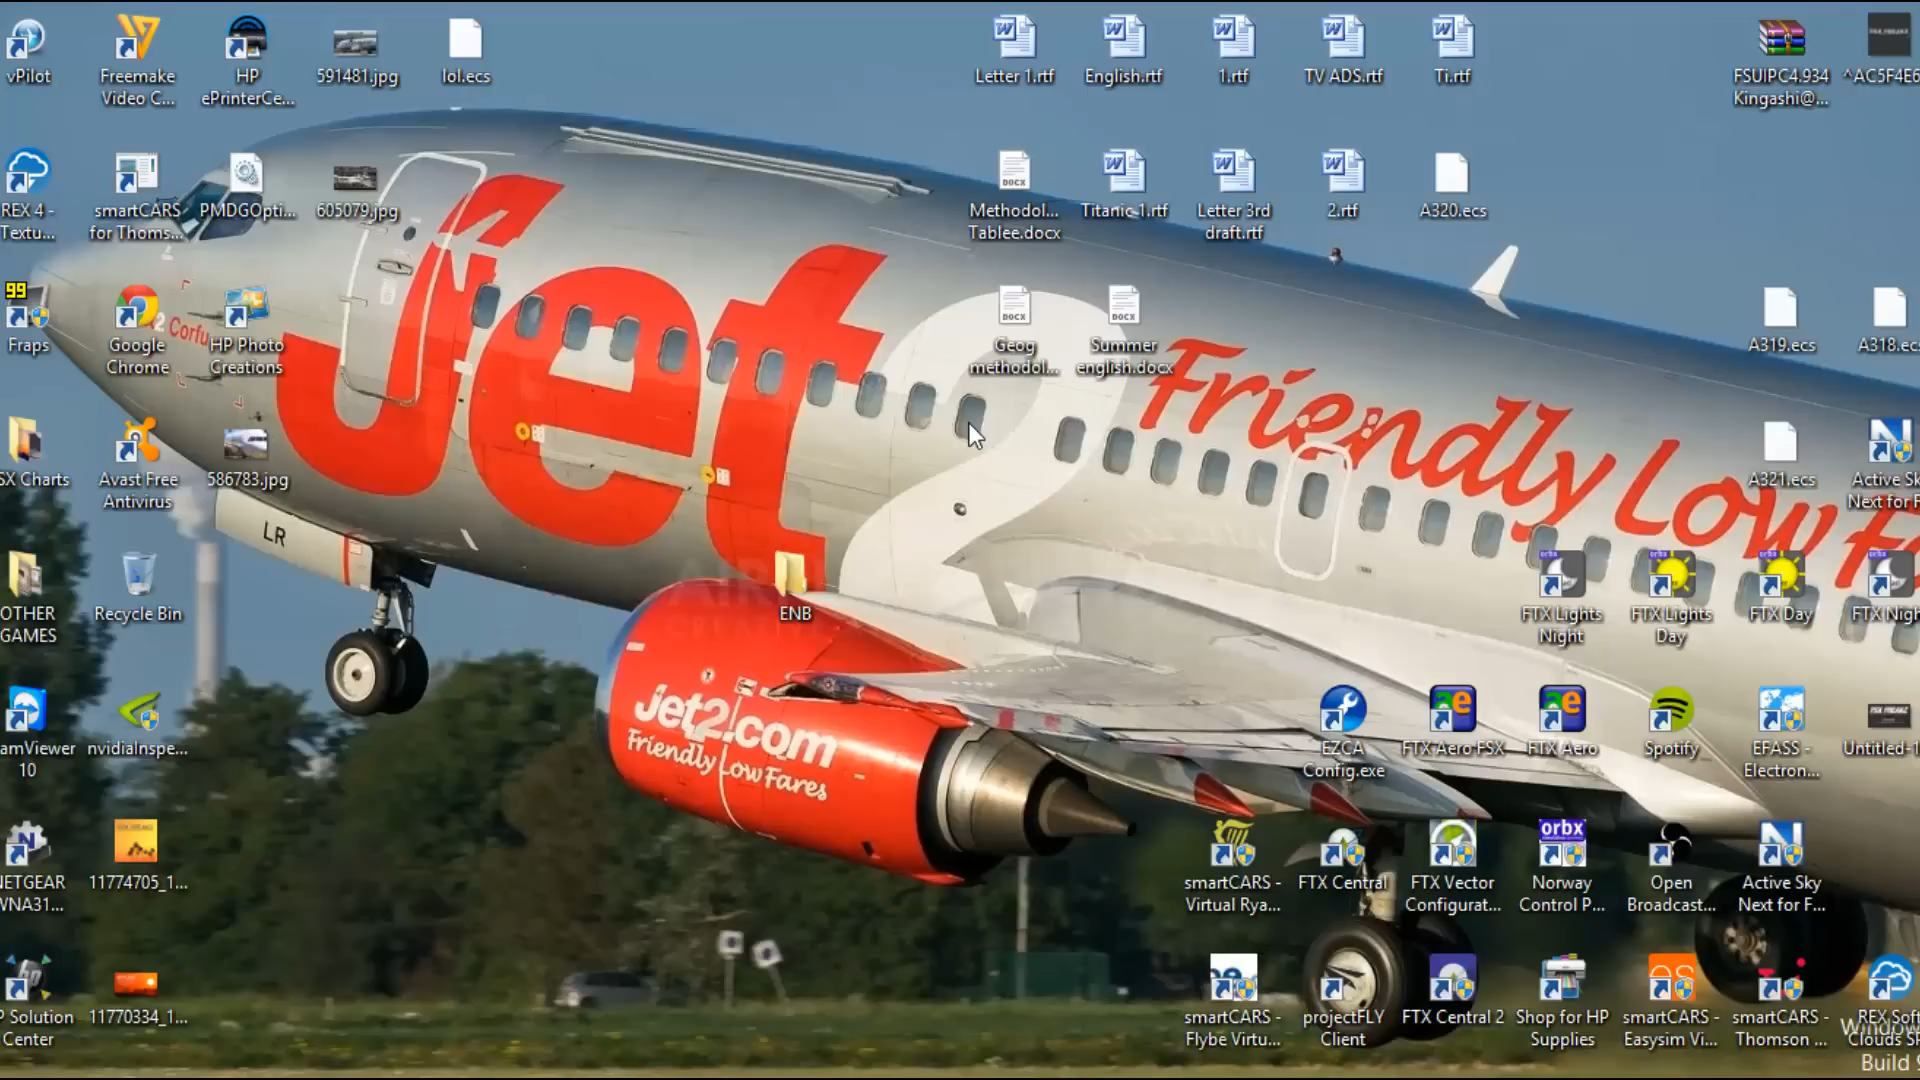 vPilot
Freemake
Video C...
HP
ePrinterCe...
591481.jpg
lol.ecs
Letter 1.rtf
English.rtf
1.rtf
TV ADS.rtf
Ti.rtf
FSUIPC4.934
Kingashi@...
^AC5F4E6
REX 4 -
Textu...
smartCARS
for Thoms...
PMDGOpti...
605079.jpg
Methodol...
Tablee.docx
Titanic 1.rtf
Letter 3rd
draft.rtf
2.rtf
A320.ecs
99
Fraps
Google
Chrome
HP Photo
Creations
Corfu
Geog
methodol...
Summer
english.docx
A319.ecs
A318.ecs
Jet2
Friendly Low Fa
SX Charts
Avast Free
Antivirus
586783.jpg
A321.ecs
Active Sk
Next for F
LR
OTHER
GAMES
Recycle Bin
ENB
FTX Lights
Night
FTX Lights
Day
FTX Day
FTX Nigh
amViewer
10
nvidiaInspe...
Jet2.com
Friendly Low Fares
EZCA
Config.exe
FTX Aero FSX
FTX Aero
Spotify
EFASS -
Electron...
Untitled-1
NETGEAR
WNA31...
11774705_1...
smartCARS -
Virtual Rya...
FTX Central
FTX Vector
Configurat...
orbx
Norway
Control P...
Open
Broadcast...
Active Sky
Next for F...
P Solution
Center
11770334_1...
smartCARS -
Flybe Virtu...
projectFLY
Client
FTX Central 2
Shop for HP
Supplies
smartCARS -
Easysim Vi...
smartCARS -
Thomson ...
REX Soft
Clouds SP
Window
Build 9